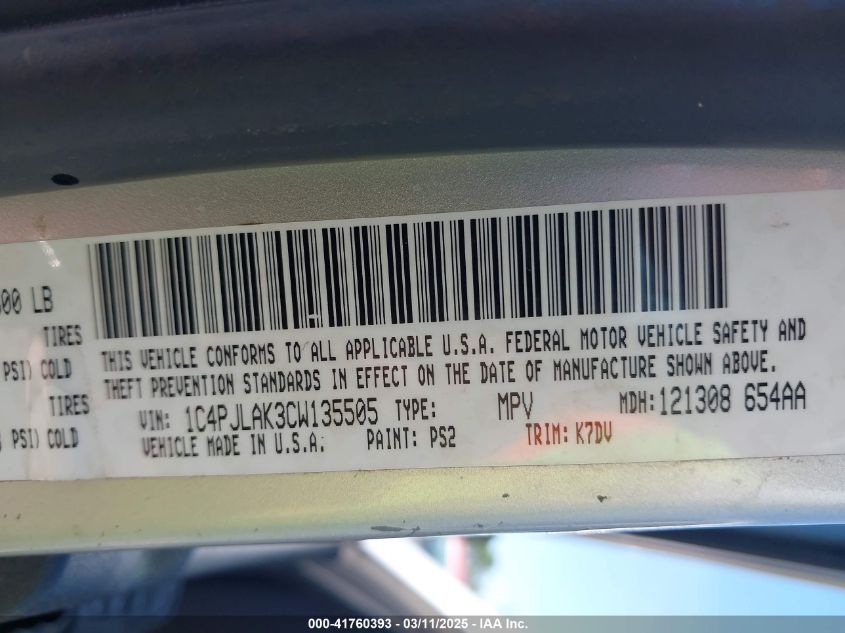 600 LB
TIRES
PSI) COLD
TIRES
PSI) COLD
THIS VEHICLE CONFORMS TO ALL APPLICABLE U.S.A. FEDERAL MOTOR VEHICLE SAFETY AND
THEFT PREVENTION STANDARDS IN EFFECT ON THE DATE OF MANUFACTURE SHOWN ABOVE.
VIN: 1C4PJLAK3CW135505 TYPE: MPV MDH: 121308 654AA
VEHICLE MADE IN U.S.A. PAINT: PS2 TRIM: K7DV
000-41760393 - 03/11/2025 - IAA Inc.